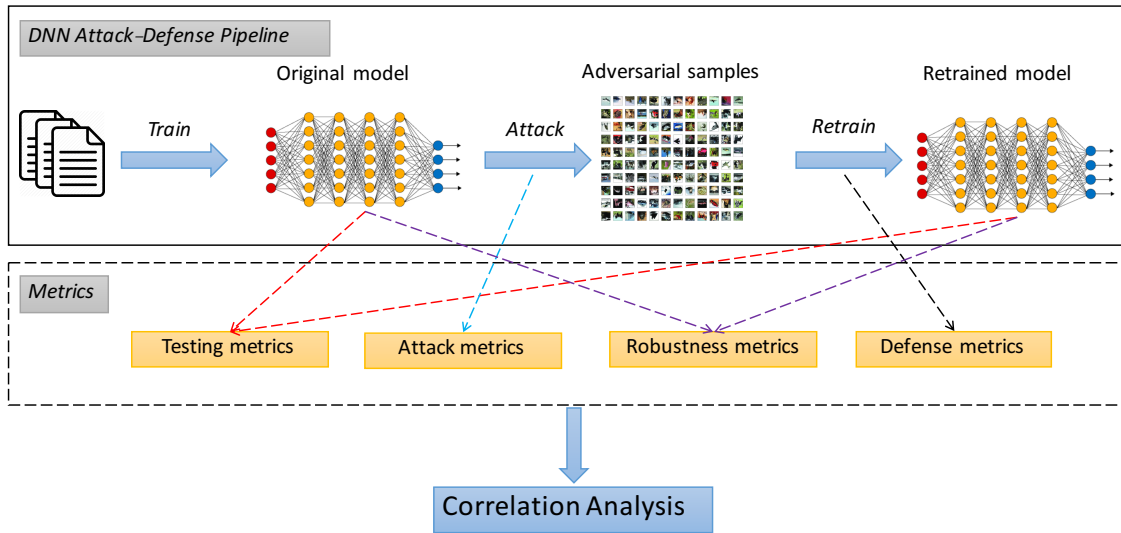 DNN Attack–Defense Pipeline
Original model
Adversarial samples
Retrained model
Train
Attack
Retrain
Metrics
Testing metrics
Attack metrics
Robustness metrics
Defense metrics
Correlation Analysis